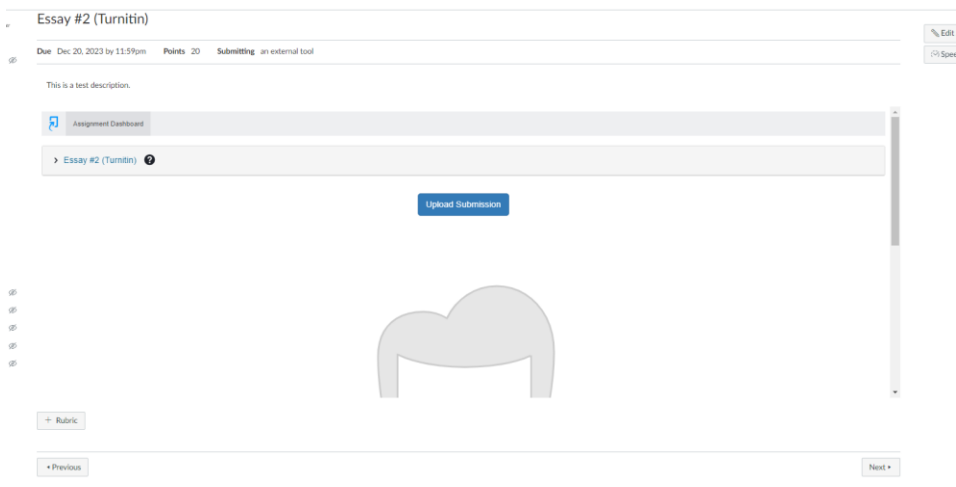 Essay #2 (Turnitin)
Edit
Due Dec 20, 2023 by 11:59pm Points 20 Submitting an external tool
This is a test description.
Assignment Dashboard
Essay #2 (Turnitin)
Upload Submission
+ Rubric
Previous
Next